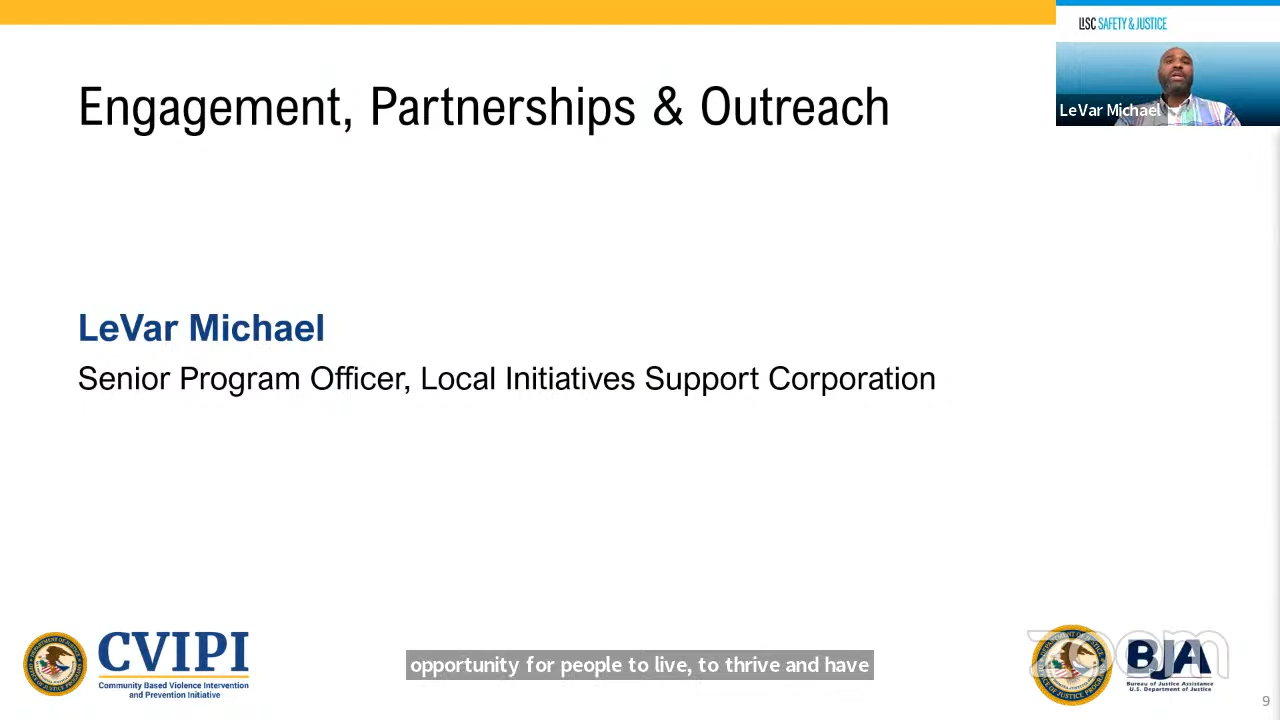 LISC SAFETY & JUSTICE
LeVar Michael
Engagement, Partnerships & Outreach
LeVar Michael
Senior Program Officer, Local Initiatives Support Corporation
CVIPI
Community Based Violence Intervention
and Prevention Initiative
opportunity for people to live, to thrive and have
zoom
BJA
Bureau of Justice Assistance
U.S. Department of Justice
9